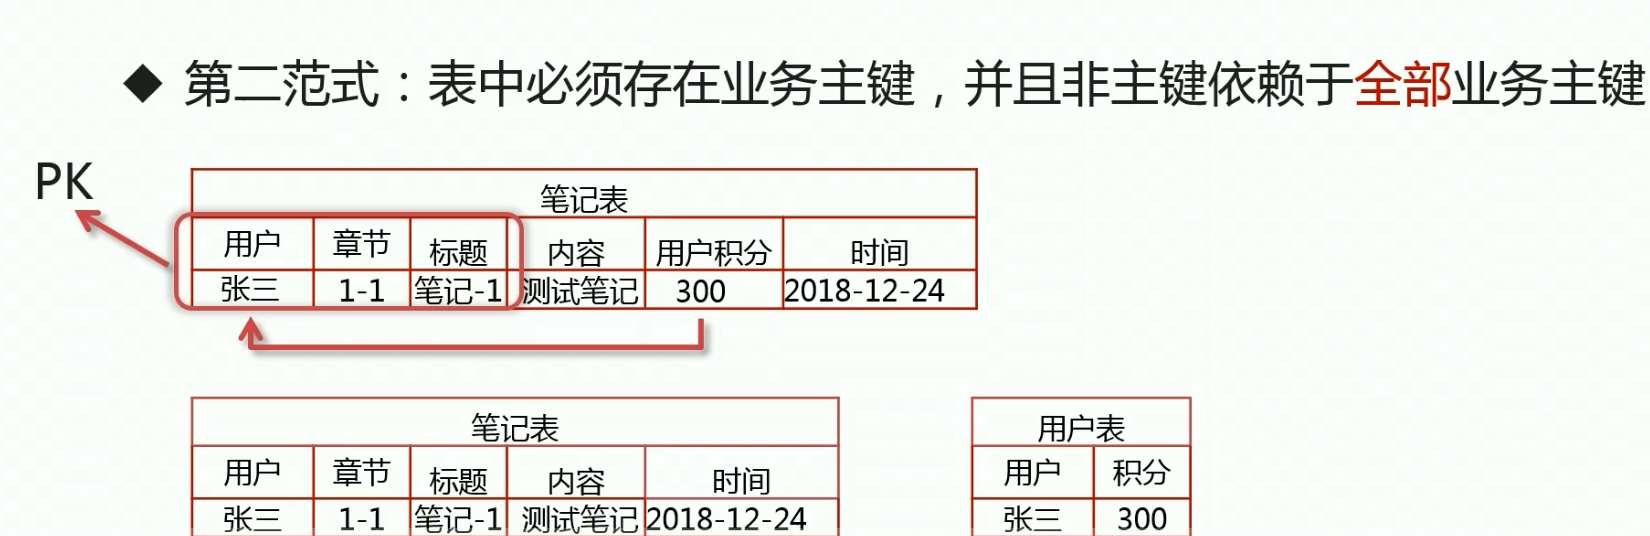 ◆ 第二范式：表中必须存在业务主键，并且非主键依赖于全部业务主键
PK
笔记表
用户 章节 标题 内容 用户积分 时间
张三 1-1 笔记-1 测试笔记 300 2018-12-24
笔记表 用户表
用户 章节 标题 内容 时间 用户 积分
张三 1-1 笔记-1 测试笔记 2018-12-24 张三 300